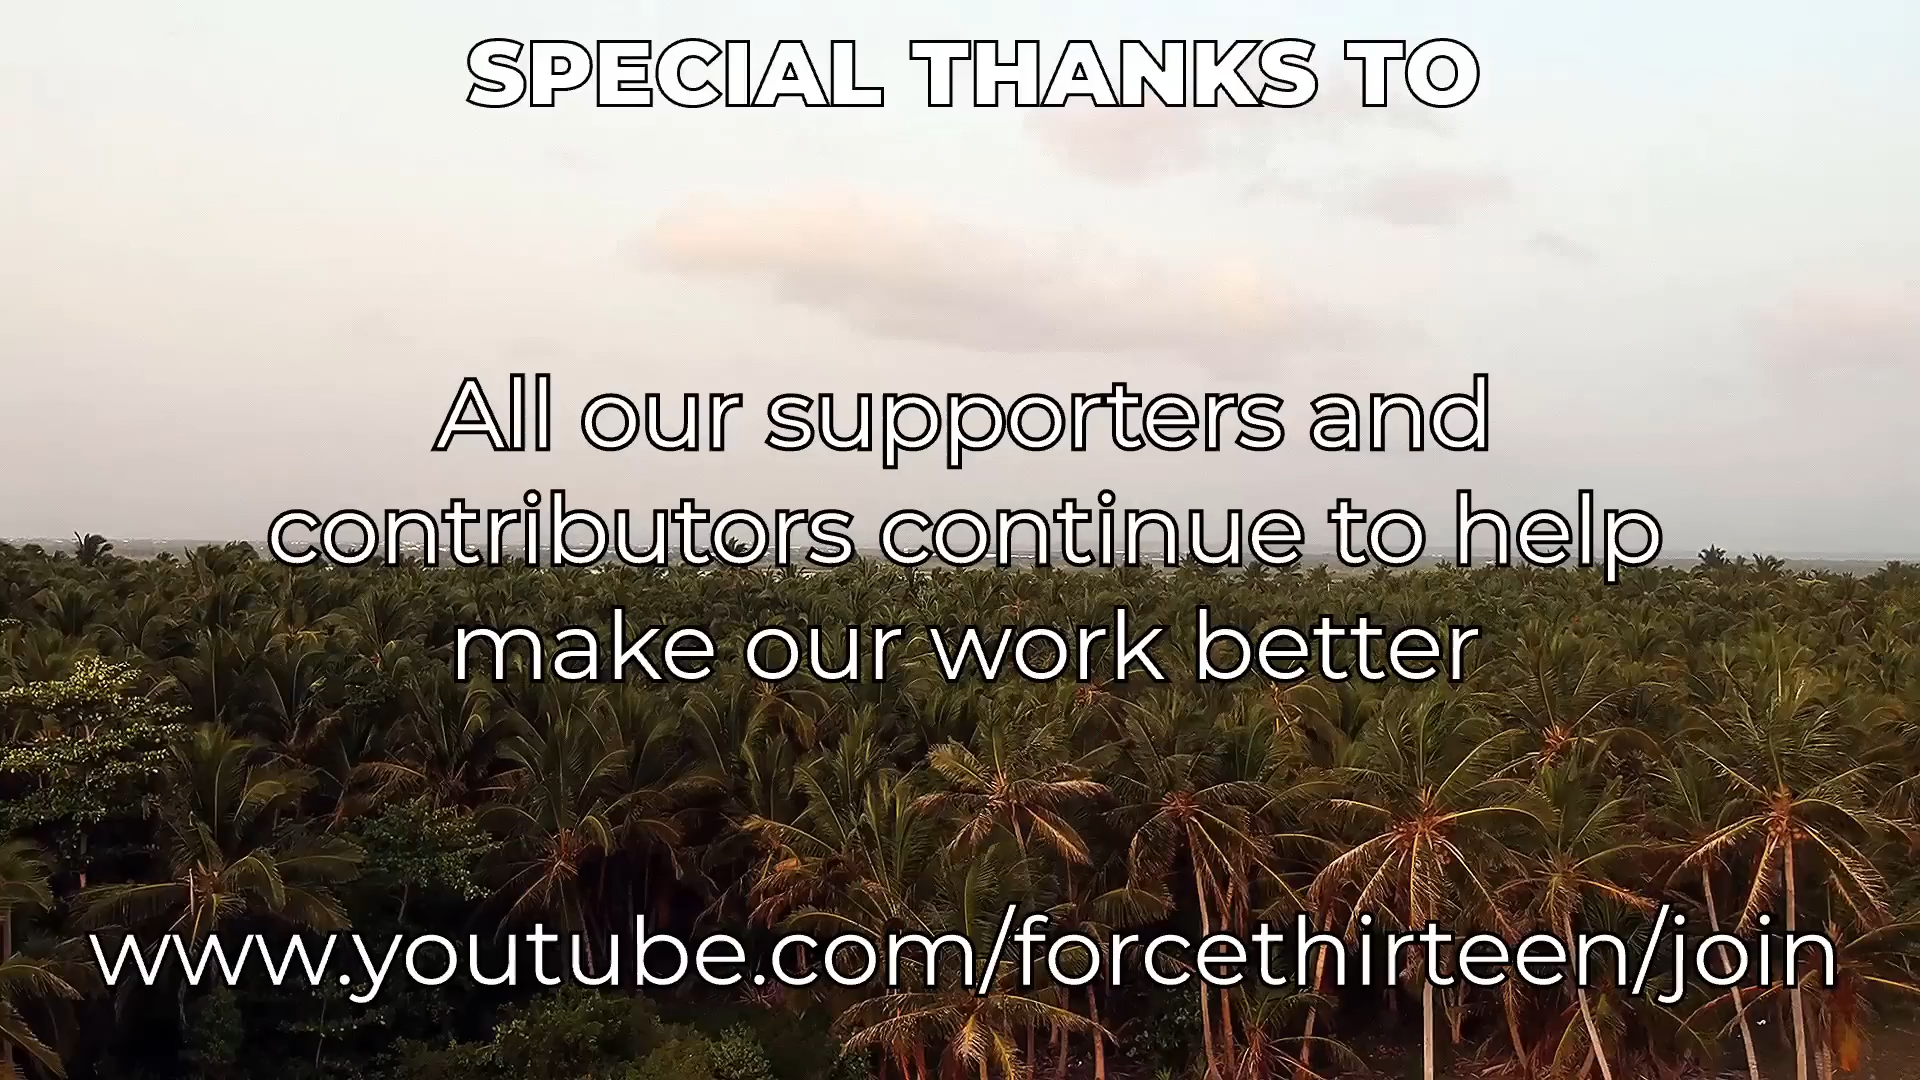 SPECIAL THANKS TO
All our supporters and
contributors continue to help
make our work better
www.youtube.com/forcethirteen/join